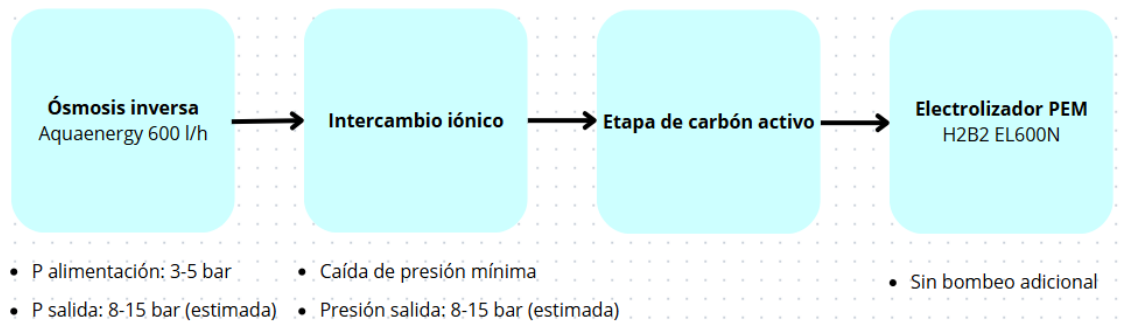 Ósmosis inversa
Aquaenergy 600 l/h
Intercambio iónico
Etapa de carbón activo
Electrolizador PEM
H2B2 EL600N
• P alimentación: 3-5 bar
• P salida: 8-15 bar (estimada)
• Caída de presión mínima
• Presión salida: 8-15 bar (estimada)
• Sin bombeo adicional